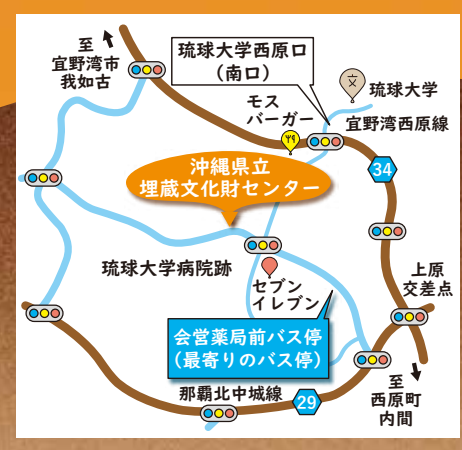 至
宜野湾市
我如古
琉球大学西原口
(南口)
文
琉球大学
モス
バーガー
宜野湾西原線
34
沖縄県立
埋蔵文化財センター
琉球大学病院跡
セブン
イレブン
上原
交差点
会営薬局前バス停
(最寄りのバス停)
那覇北中城線
29
至
西原町
内間